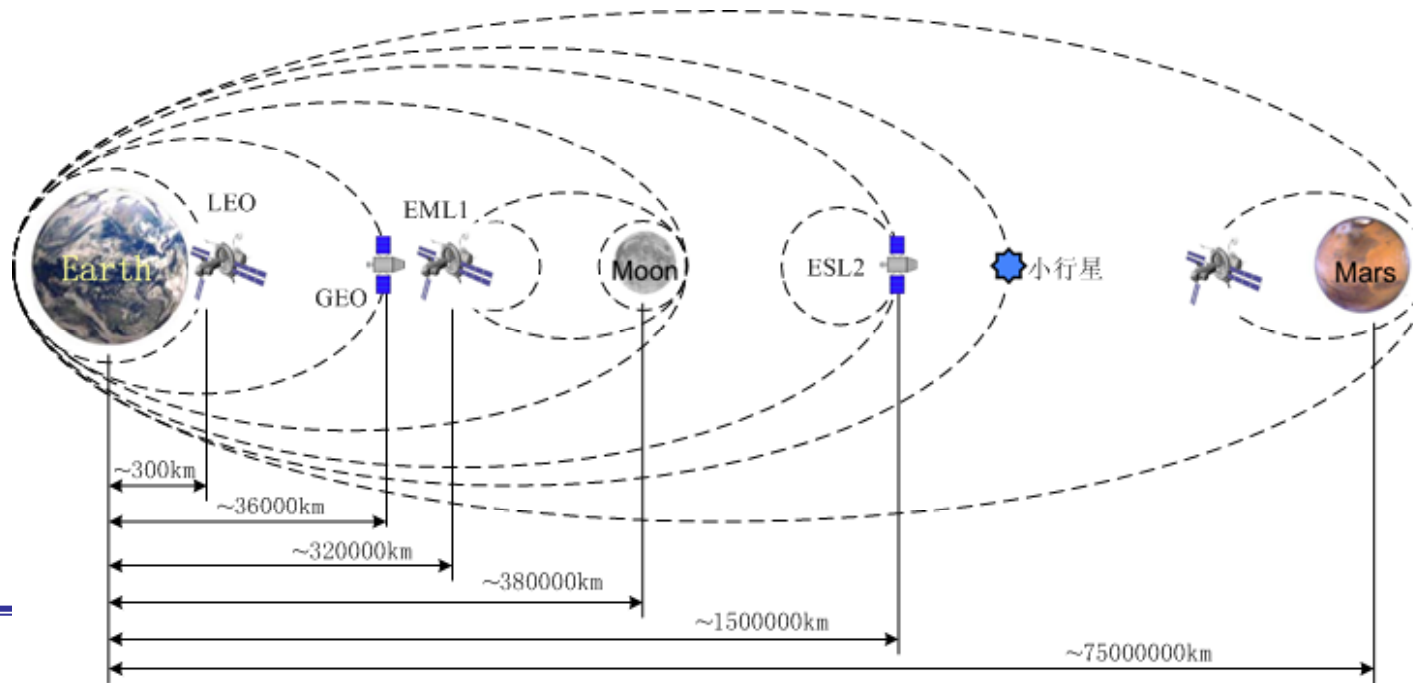 LEO
EML1
Earth
Moon
ESL2
小行星
Mars
GEO
~300km
~36000km
~320000km
~380000km
~1500000km
~75000000km